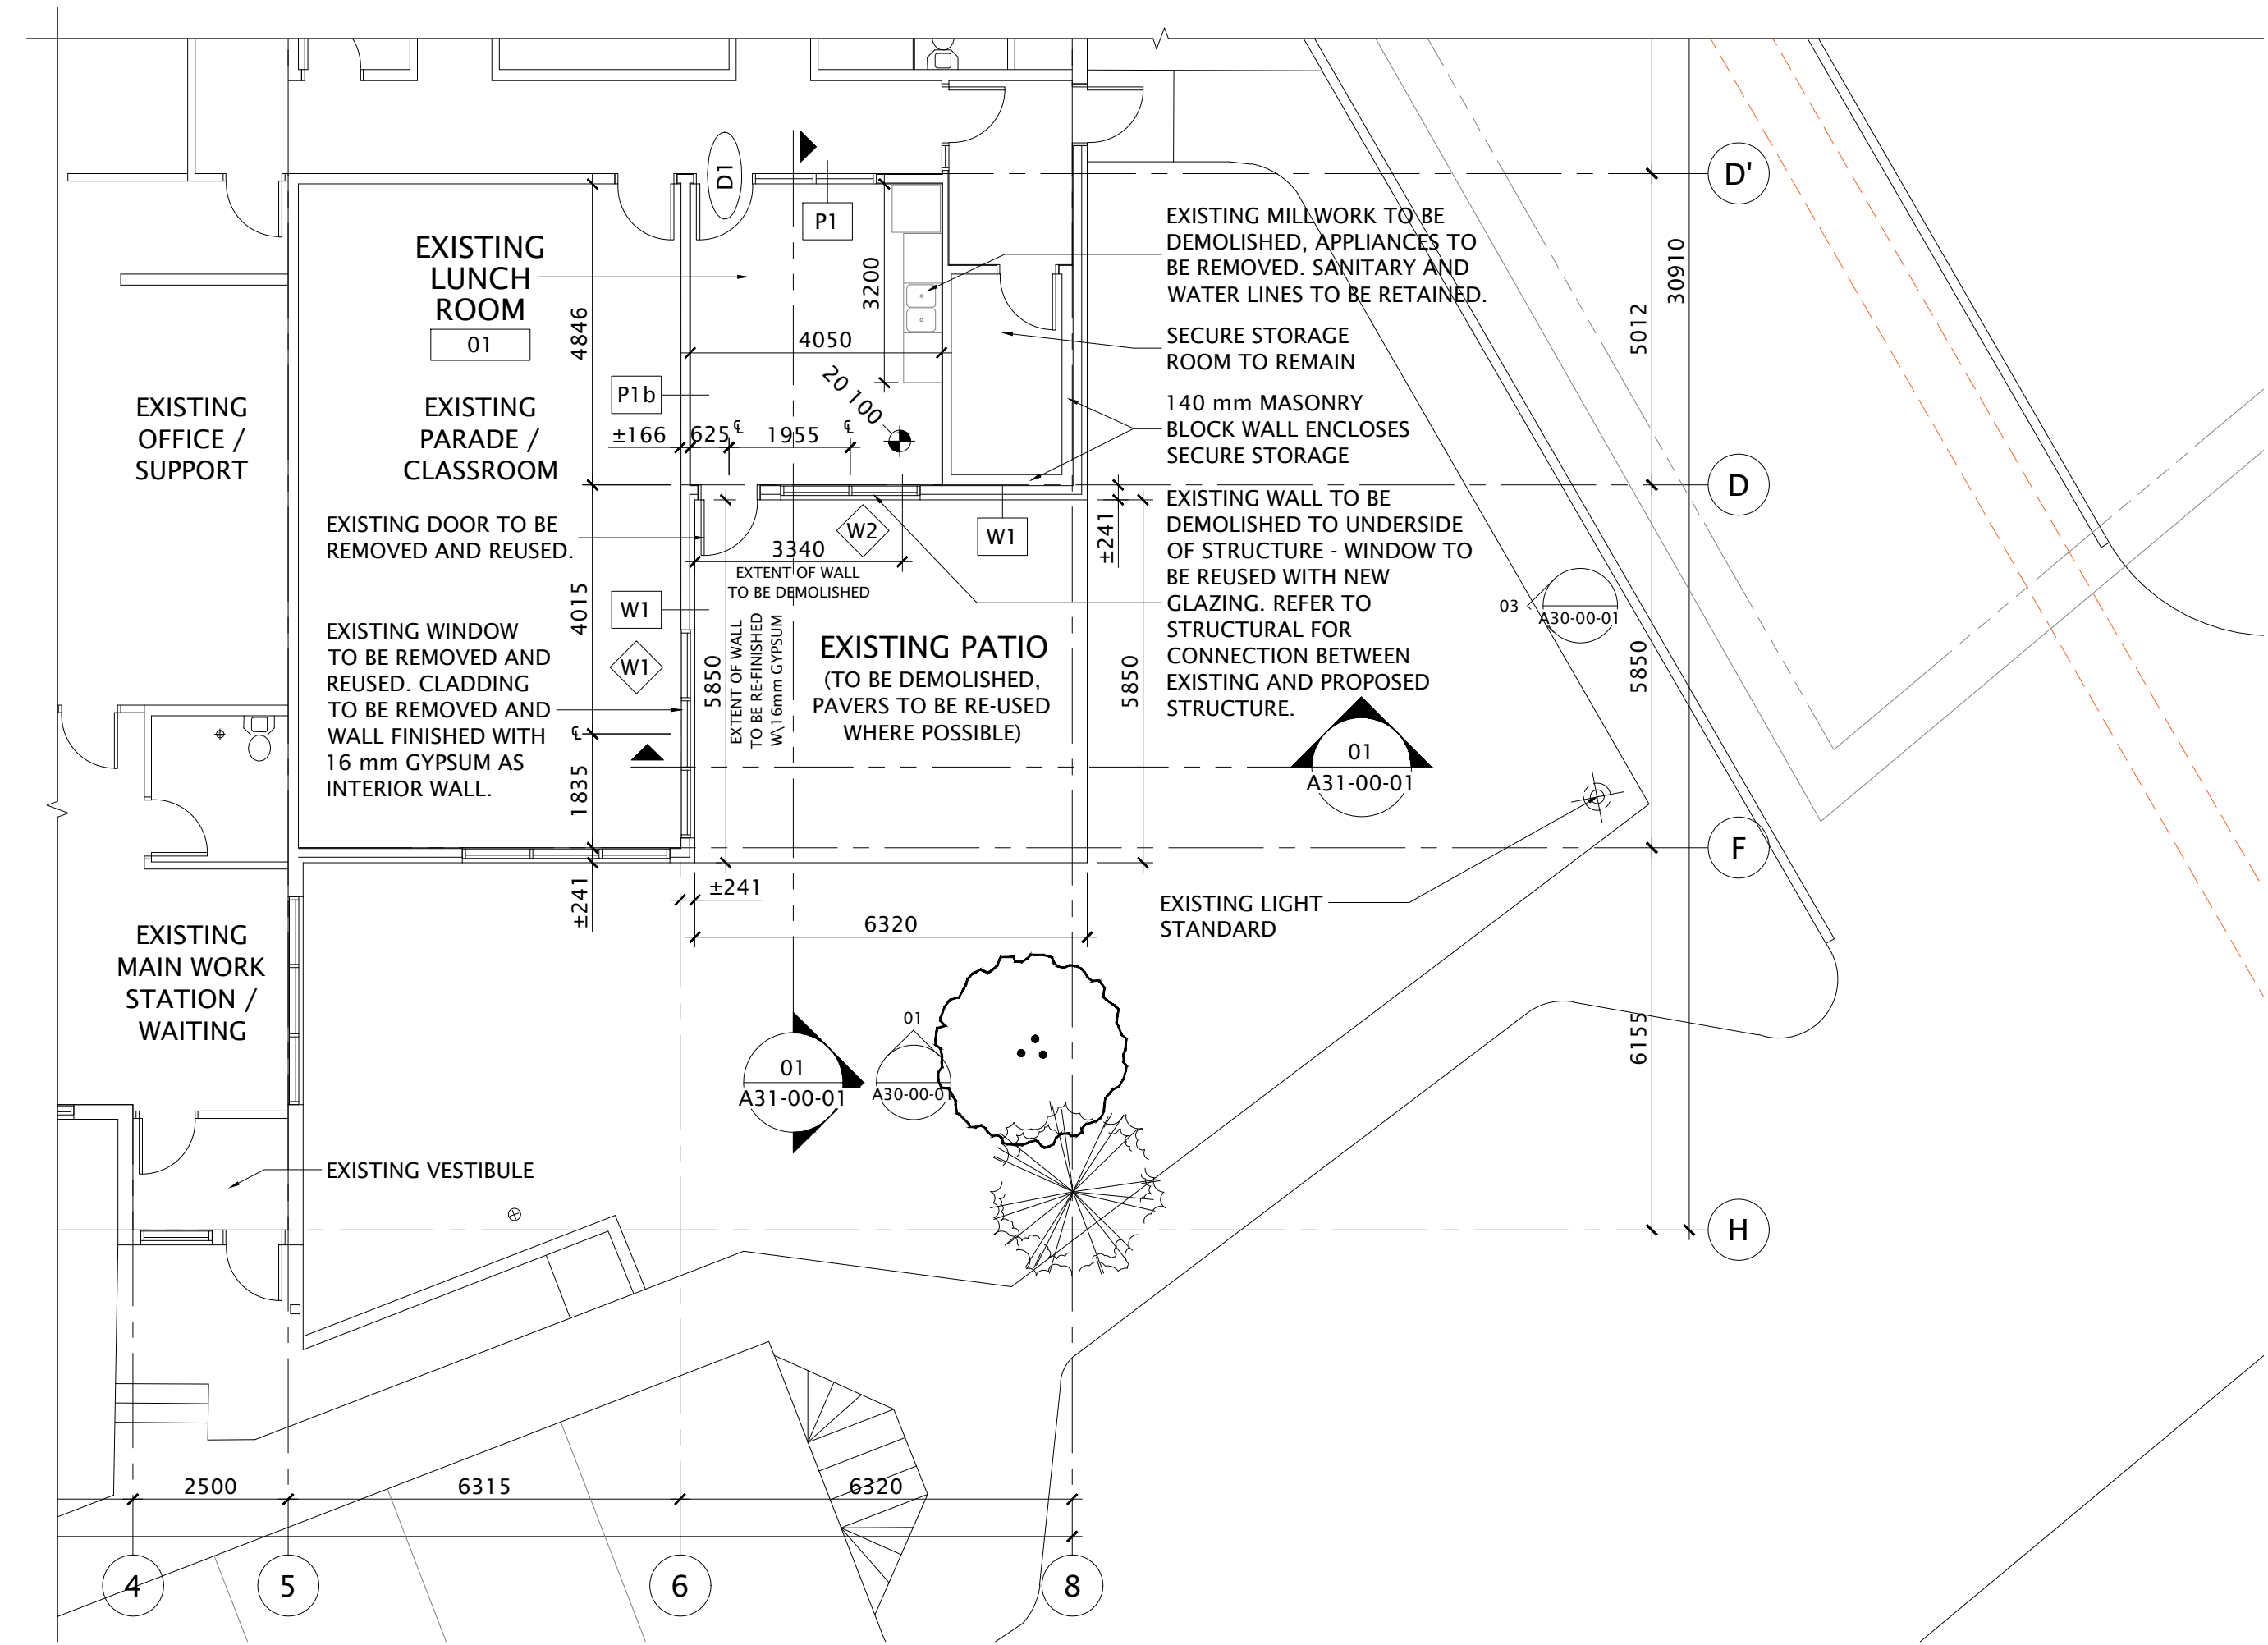 D1
P1
D'
EXISTING
LUNCH
ROOM
01
EXISTING MILLWORK TO BE
DEMOLISHED, APPLIANCES TO
BE REMOVED. SANITARY AND
WATER LINES TO BE RETAINED.
3200
30910
5012
4846
4050
SECURE STORAGE
ROOM TO REMAIN
20 100
P1b
EXISTING
OFFICE /
SUPPORT
EXISTING
PARADE /
CLASSROOM
140 mm MASONRY
BLOCK WALL ENCLOSES
SECURE STORAGE
±166
625
℄
1955
℄
D
EXISTING DOOR TO BE
REMOVED AND REUSED.
W2
W1
±241
3340
EXTENT OF WALL
TO BE DEMOLISHED
EXISTING WALL TO BE
DEMOLISHED TO UNDERSIDE
OF STRUCTURE - WINDOW TO
BE REUSED WITH NEW
GLAZING. REFER TO
STRUCTURAL FOR
CONNECTION BETWEEN
EXISTING AND PROPOSED
STRUCTURE.
4015
W1
W1
03
A30-00-01
EXISTING WINDOW
TO BE REMOVED AND
REUSED. CLADDING
TO BE REMOVED AND
WALL FINISHED WITH
16 mm GYPSUM AS
INTERIOR WALL.
5850
EXTENT OF WALL
TO BE RE-FINISHED
W\16mm GYPSUM
EXISTING PATIO
(TO BE DEMOLISHED,
PAVERS TO BE RE-USED
WHERE POSSIBLE)
5850
5850
℄
1835
01
A31-00-01
F
±241
±241
6320
EXISTING LIGHT
STANDARD
EXISTING
MAIN WORK
STATION /
WAITING
01
A31-00-01
01
A30-00-01
6155
EXISTING VESTIBULE
H
2500
6315
6320
4
5
6
8